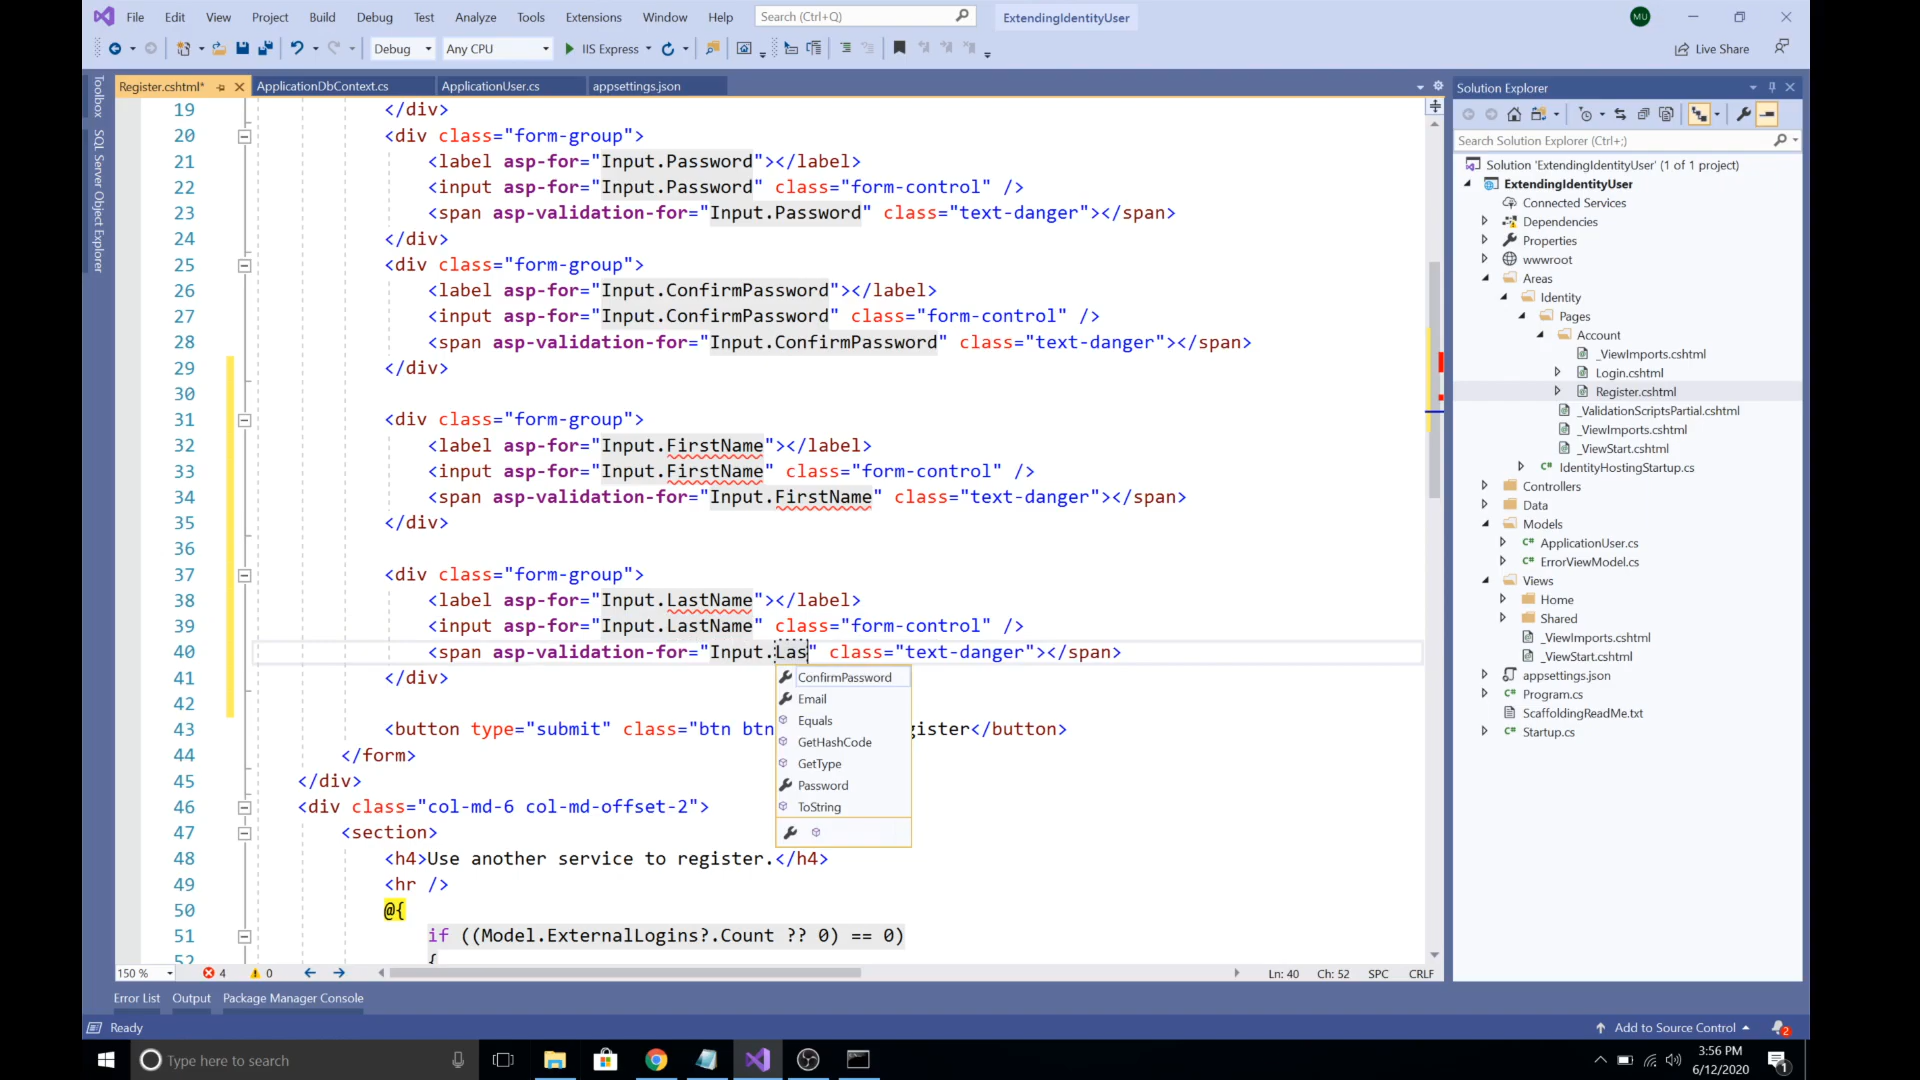 File Edit View Project Build Debug Test Analyze Tools Extensions Window Help Search (Ctrl+Q) ExtendingIdentityUser MU
Debug Any CPU IIS Express Live Share
Toolbox
SQL Server Object Explorer
Register.cshtml* ApplicationDbContext.cs ApplicationUser.cs appsettings.json
19 </div>
20 <div class="form-group">
21 <label asp-for="Input.Password"></label>
22 <input asp-for="Input.Password" class="form-control" />
23 <span asp-validation-for="Input.Password" class="text-danger"></span>
24 </div>
25 <div class="form-group">
26 <label asp-for="Input.ConfirmPassword"></label>
27 <input asp-for="Input.ConfirmPassword" class="form-control" />
28 <span asp-validation-for="Input.ConfirmPassword" class="text-danger"></span>
29 </div>
30
31 <div class="form-group">
32 <label asp-for="Input.FirstName"></label>
33 <input asp-for="Input.FirstName" class="form-control" />
34 <span asp-validation-for="Input.FirstName" class="text-danger"></span>
35 </div>
36
37 <div class="form-group">
38 <label asp-for="Input.LastName"></label>
39 <input asp-for="Input.LastName" class="form-control" />
40 <span asp-validation-for="Input.Las" class="text-danger"></span>
41 </div>
42
43 <button type="submit" class="btn btn gister</button>
44 </form>
45 </div>
46 <div class="col-md-6 col-md-offset-2">
47 <section>
48 <h4>Use another service to register.</h4>
49 <hr />
50 @{
51 if ((Model.ExternalLogins?.Count ?? 0) == 0)
52 {
ConfirmPassword
Email
Equals
GetHashCode
GetType
Password
ToString
150 % 4 0 Ln: 40 Ch: 52 SPC CRLF
Solution Explorer
Search Solution Explorer (Ctrl+;)
Solution 'ExtendingIdentityUser' (1 of 1 project)
ExtendingIdentityUser
Connected Services
Dependencies
Properties
wwwroot
Areas
Identity
Pages
Account
_ViewImports.cshtml
Login.cshtml
Register.cshtml
_ValidationScriptsPartial.cshtml
_ViewImports.cshtml
_ViewStart.cshtml
C# IdentityHostingStartup.cs
Controllers
Data
Models
C# ApplicationUser.cs
C# ErrorViewModel.cs
Views
Home
Shared
_ViewImports.cshtml
_ViewStart.cshtml
appsettings.json
C# Program.cs
ScaffoldingReadMe.txt
C# Startup.cs
Error List Output Package Manager Console
Ready Add to Source Control 2
Type here to search 3:56 PM
6/12/2020 1